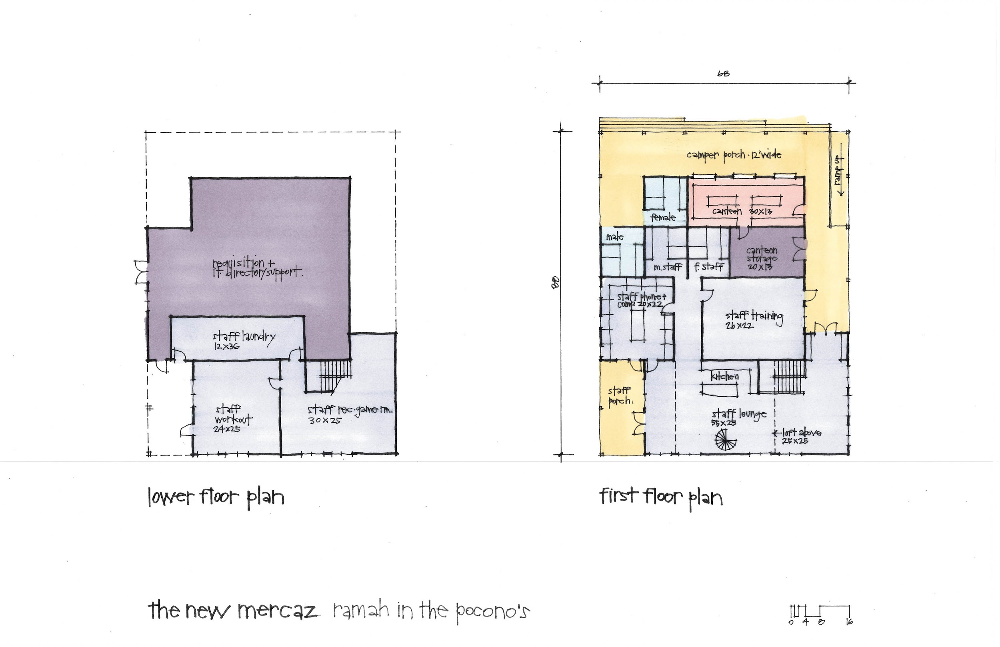 68
camper porch · 12' wide
ramp up
canteen 30x13
female
male
canteen
storage
20x13
m. staff
f. staff
requisition +
it director/support.
staff phone +
comp 20x22
staff training
26x22
staff laundry
12x36
88
kitchen
staff
porch.
staff
workout
24x25
staff rec. game rm.
30x25
staff lounge
55x25
loft above
25x25
lower floor plan
first floor plan
the new mercaz ramah in the pocono's
0 4 8 16